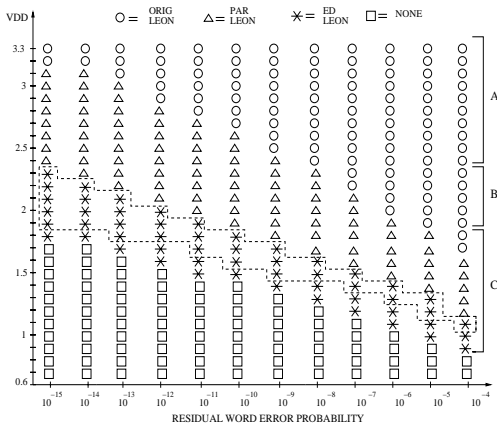 VDD
ORIG LEON
PAR LEON
ED LEON
NONE
3.3
3
2.5
2
1.5
1
0.6
A
B
C
10^−15 10^−14 10^−13 10^−12 10^−11 10^−10 10^−9 10^−8 10^−7 10^−6 10^−5 10^−4
RESIDUAL WORD ERROR PROBABILITY